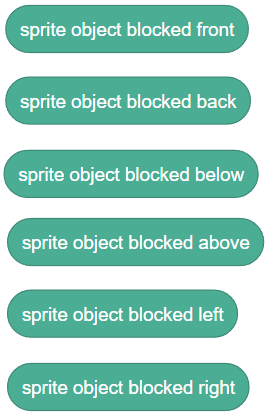 sprite object blocked front
sprite object blocked back
sprite object blocked below
sprite object blocked above
sprite object blocked left
sprite object blocked right